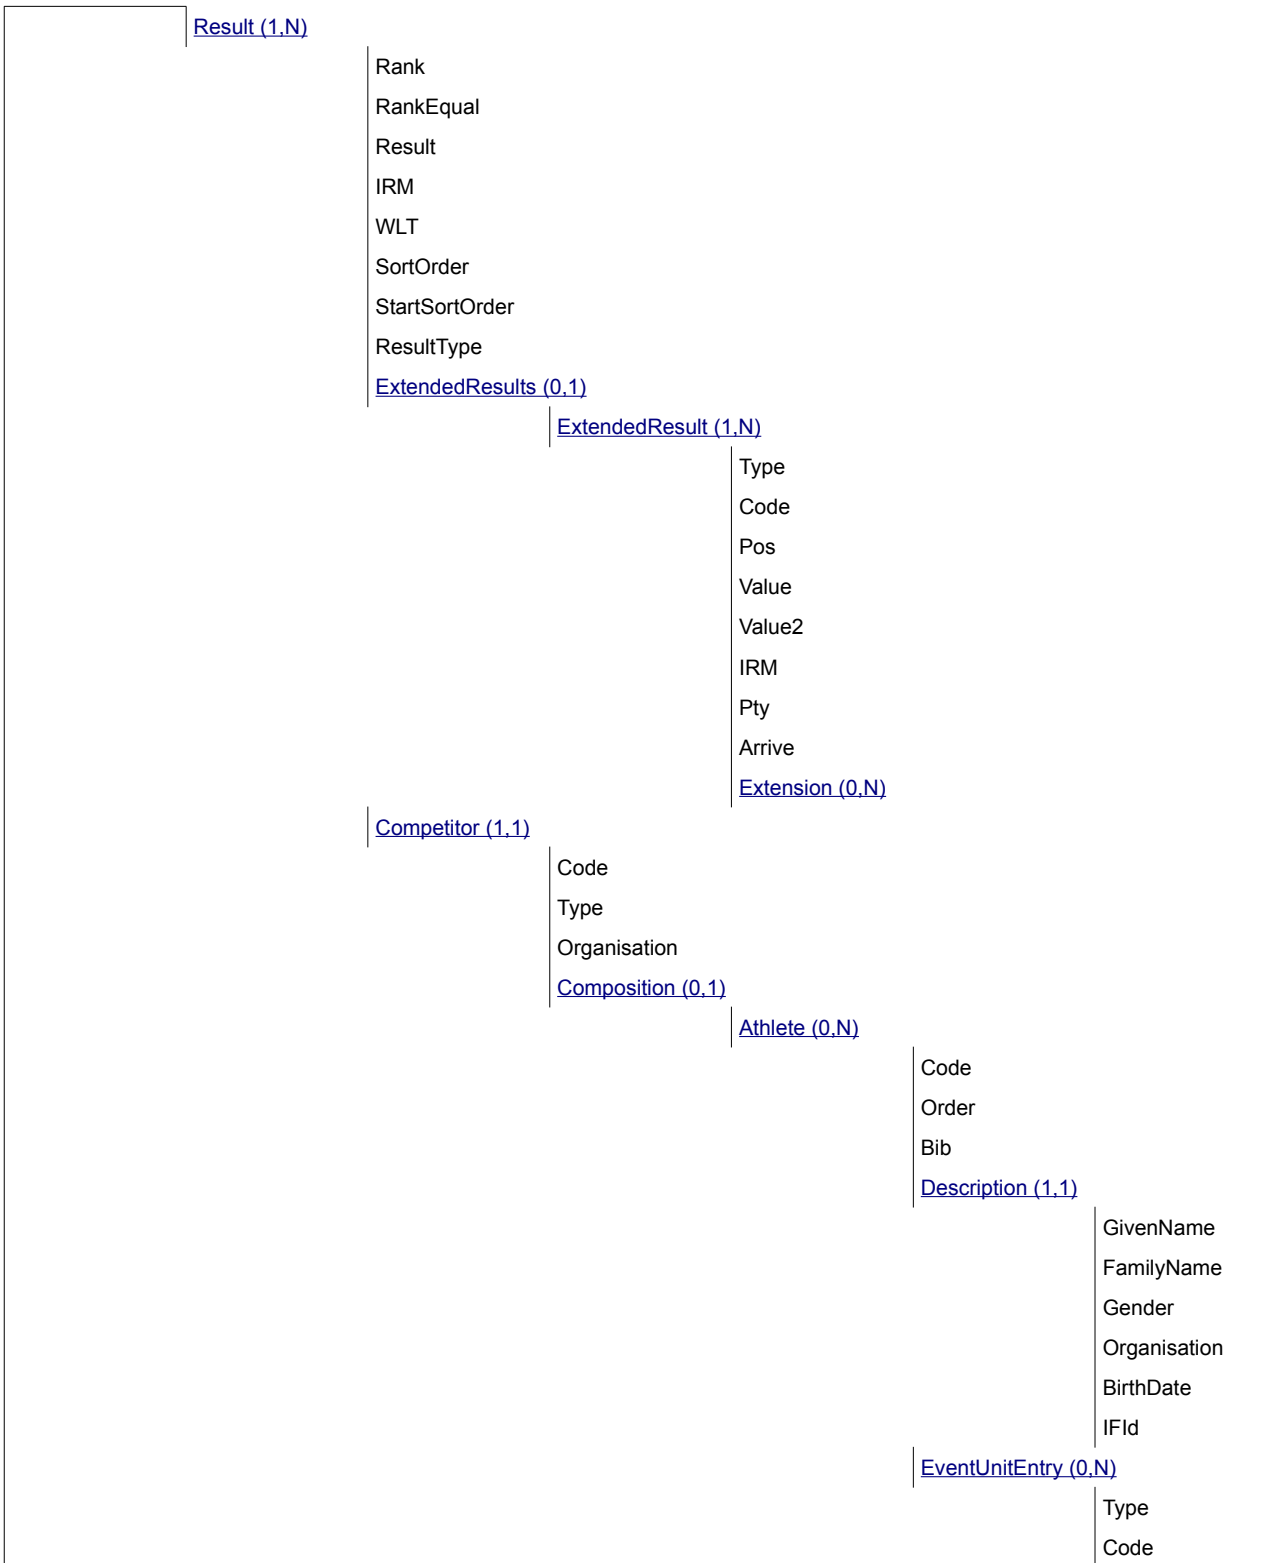 Result (1,N)
Rank
RankEqual
Result
IRM
WLT
SortOrder
StartSortOrder
ResultType
ExtendedResults (0,1)
ExtendedResult (1,N)
Type
Code
Pos
Value
Value2
IRM
Pty
Arrive
Extension (0,N)
Competitor (1,1)
Code
Type
Organisation
Composition (0,1)
Athlete (0,N)
Code
Order
Bib
Description (1,1)
GivenName
FamilyName
Gender
Organisation
BirthDate
IFId
EventUnitEntry (0,N)
Type
Code